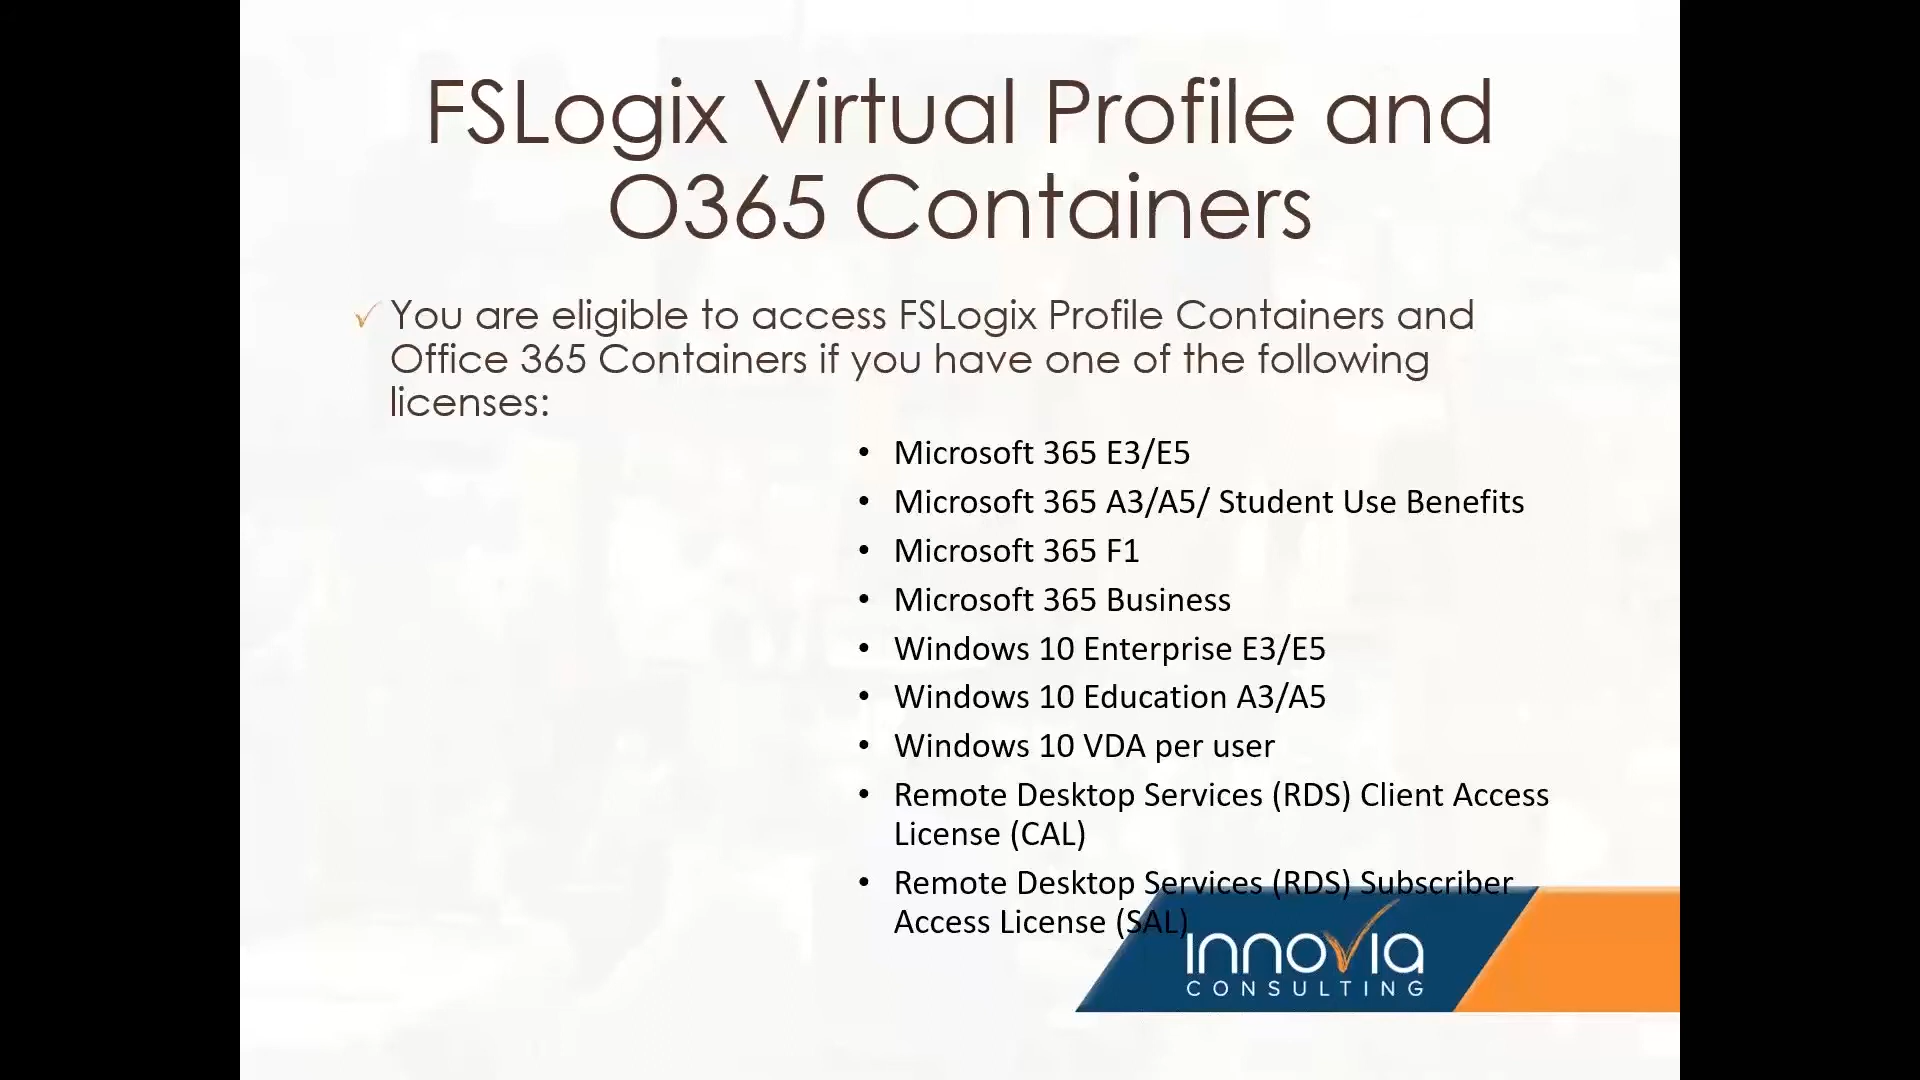 FSLogix Virtual Profile and
O365 Containers
✓ You are eligible to access FSLogix Profile Containers and
Office 365 Containers if you have one of the following
licenses:
• Microsoft 365 E3/E5
• Microsoft 365 A3/A5/ Student Use Benefits
• Microsoft 365 F1
• Microsoft 365 Business
• Windows 10 Enterprise E3/E5
• Windows 10 Education A3/A5
• Windows 10 VDA per user
• Remote Desktop Services (RDS) Client Access
License (CAL)
• Remote Desktop Services (RDS) Subscriber
Access License (SAL)
innovia
CONSULTING